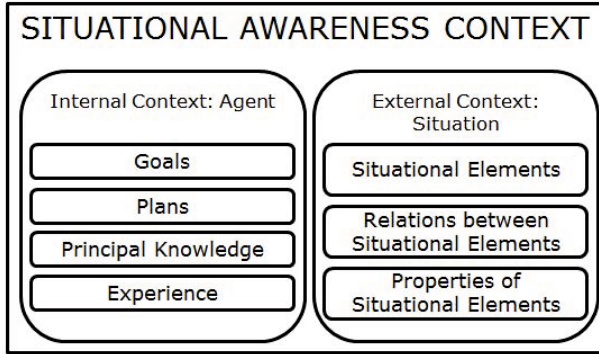 SITUATIONAL AWARENESS CONTEXT
Internal Context: Agent
Goals
Plans
Principal Knowledge
Experience
External Context:
Situation
Situational Elements
Relations between
Situational Elements
Properties of
Situational Elements